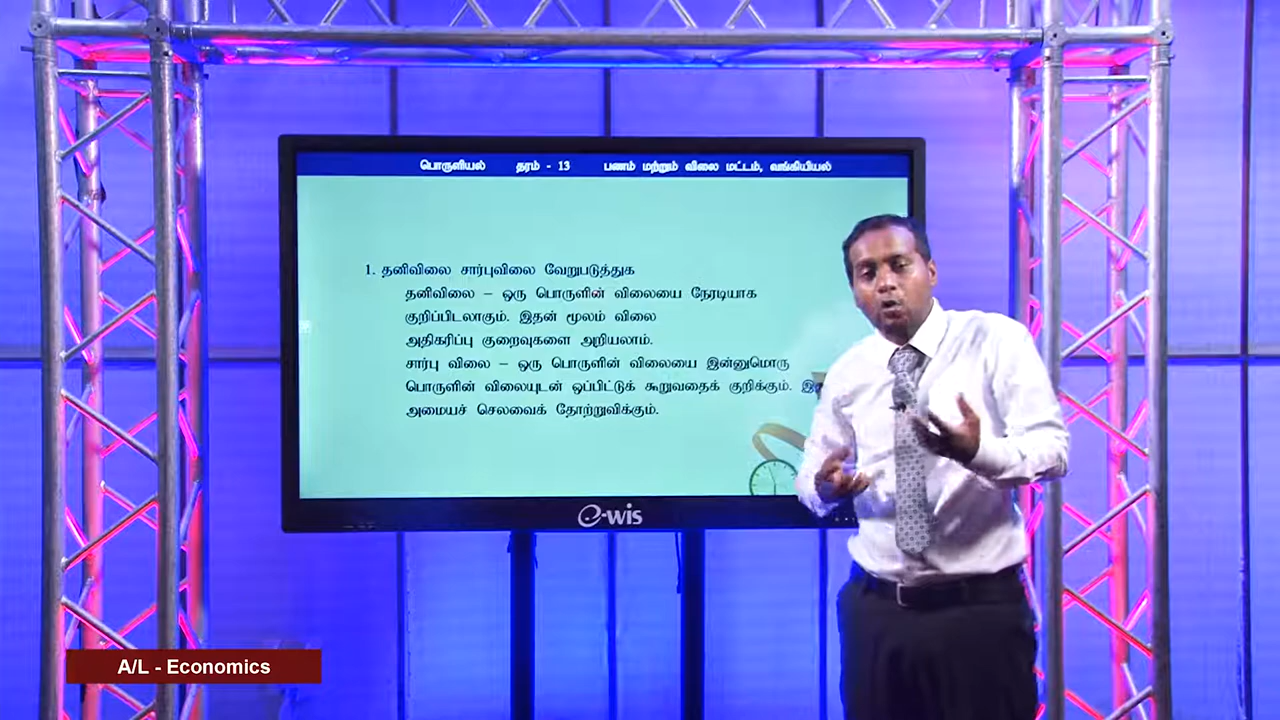 பொருளியல் தரம் - 13 பணம் மற்றும் விலை மட்டம், வங்கியியல்
1. தனிவிலை சார்புவிலை வேறுபடுத்துக
தனிவிலை – ஒரு பொருளின் விலையை நேரடியாக
குறிப்பிடலாகும். இதன் மூலம் விலை
அதிகரிப்பு குறைவுகளை அறியலாம்.
சார்பு விலை – ஒரு பொருளின் விலையை இன்னுமொரு
பொருளின் விலையுடன் ஒப்பிட்டுக் கூறுவதைக் குறிக்கும்.
அமையச் செலவைக் தோற்றுவிக்கும்.
e-wis
A/L - Economics